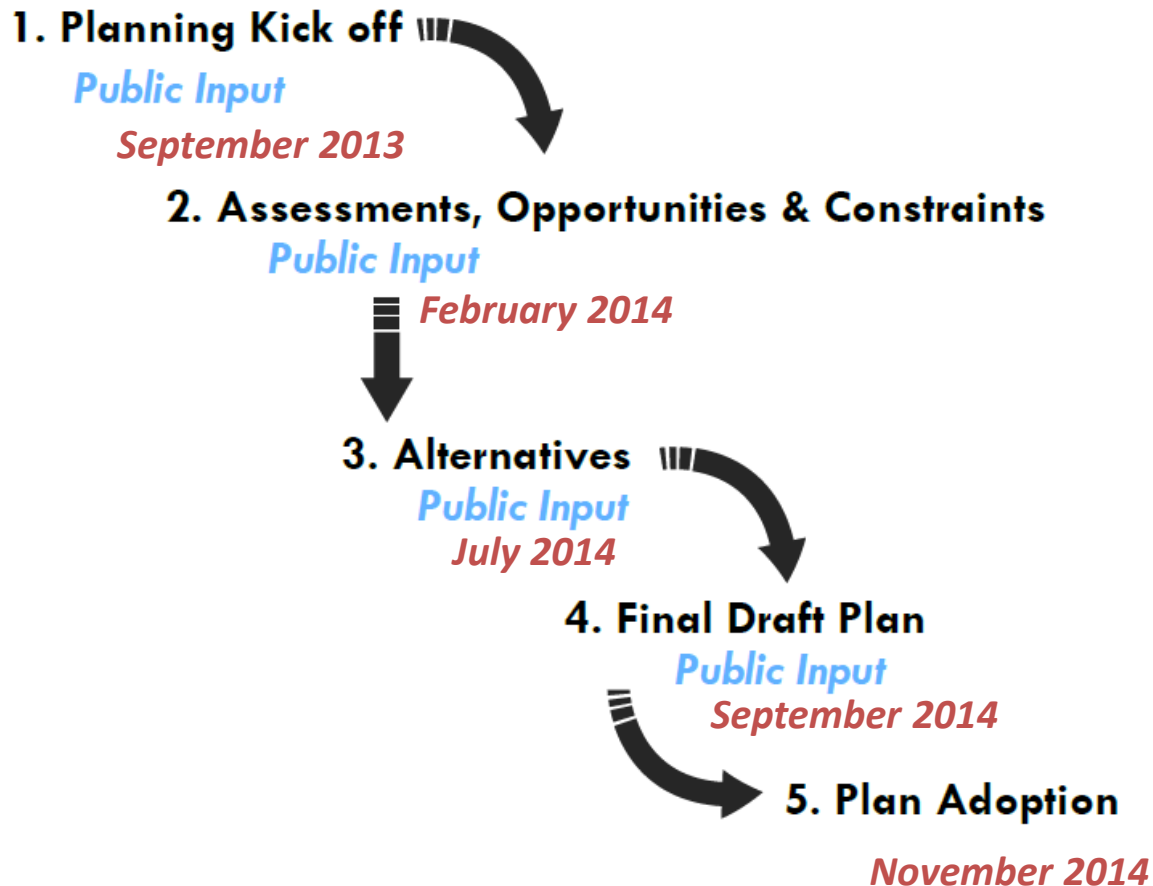 1. Planning Kick off
Public Input
September 2013
2. Assessments, Opportunities & Constraints
Public Input
February 2014
3. Alternatives
Public Input
July 2014
4. Final Draft Plan
Public Input
September 2014
5. Plan Adoption
November 2014